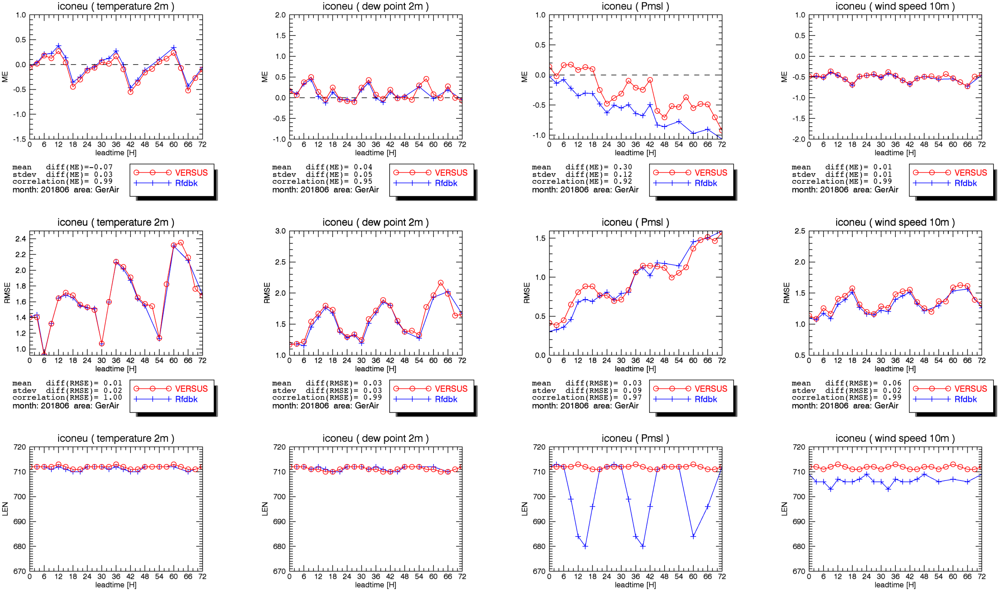 iconeu ( temperature 2m )
1.0
0.5
0.0
-0.5
-1.0
-1.5
ME
0 6 12 18 24 30 36 42 48 54 60 66 72
leadtime [H]
mean diff(ME)=-0.07
stdev diff(ME)= 0.03
correlation(ME)= 0.99
month: 201806 area: GerAir
VERSUS
Rfdbk
iconeu ( dew point 2m )
2.0
1.5
1.0
0.5
0.0
-0.5
-1.0
ME
0 6 12 18 24 30 36 42 48 54 60 66 72
leadtime [H]
mean diff(ME)= 0.04
stdev diff(ME)= 0.05
correlation(ME)= 0.95
month: 201806 area: GerAir
VERSUS
Rfdbk
iconeu ( Pmsl )
1.0
0.5
0.0
-0.5
-1.0
ME
0 6 12 18 24 30 36 42 48 54 60 66 72
leadtime [H]
mean diff(ME)= 0.30
stdev diff(ME)= 0.12
correlation(ME)= 0.92
month: 201806 area: GerAir
VERSUS
Rfdbk
iconeu ( wind speed 10m )
1.0
0.5
0.0
-0.5
-1.0
-1.5
-2.0
ME
0 6 12 18 24 30 36 42 48 54 60 66 72
leadtime [H]
mean diff(ME)= 0.01
stdev diff(ME)= 0.01
correlation(ME)= 0.99
month: 201806 area: GerAir
VERSUS
Rfdbk
iconeu ( temperature 2m )
2.4
2.2
2.0
1.8
1.6
1.4
1.2
1.0
RMSE
0 6 12 18 24 30 36 42 48 54 60 66 72
leadtime [H]
mean diff(RMSE)= 0.01
stdev diff(RMSE)= 0.02
correlation(RMSE)= 1.00
month: 201806 area: GerAir
VERSUS
Rfdbk
iconeu ( dew point 2m )
3.0
2.5
2.0
1.5
1.0
RMSE
0 6 12 18 24 30 36 42 48 54 60 66 72
leadtime [H]
mean diff(RMSE)= 0.03
stdev diff(RMSE)= 0.03
correlation(RMSE)= 0.99
month: 201806 area: GerAir
VERSUS
Rfdbk
iconeu ( Pmsl )
1.5
1.0
0.5
0.0
RMSE
0 6 12 18 24 30 36 42 48 54 60 66 72
leadtime [H]
mean diff(RMSE)= 0.03
stdev diff(RMSE)= 0.09
correlation(RMSE)= 0.97
month: 201806 area: GerAir
VERSUS
Rfdbk
iconeu ( wind speed 10m )
2.5
2.0
1.5
1.0
0.5
RMSE
0 6 12 18 24 30 36 42 48 54 60 66 72
leadtime [H]
mean diff(RMSE)= 0.06
stdev diff(RMSE)= 0.02
correlation(RMSE)= 0.99
month: 201806 area: GerAir
VERSUS
Rfdbk
iconeu ( temperature 2m )
720
710
700
690
680
670
LEN
0 6 12 18 24 30 36 42 48 54 60 66 72
leadtime [H]
iconeu ( dew point 2m )
720
710
700
690
680
670
LEN
0 6 12 18 24 30 36 42 48 54 60 66 72
leadtime [H]
iconeu ( Pmsl )
720
710
700
690
680
670
LEN
0 6 12 18 24 30 36 42 48 54 60 66 72
leadtime [H]
iconeu ( wind speed 10m )
720
710
700
690
680
670
LEN
0 6 12 18 24 30 36 42 48 54 60 66 72
leadtime [H]